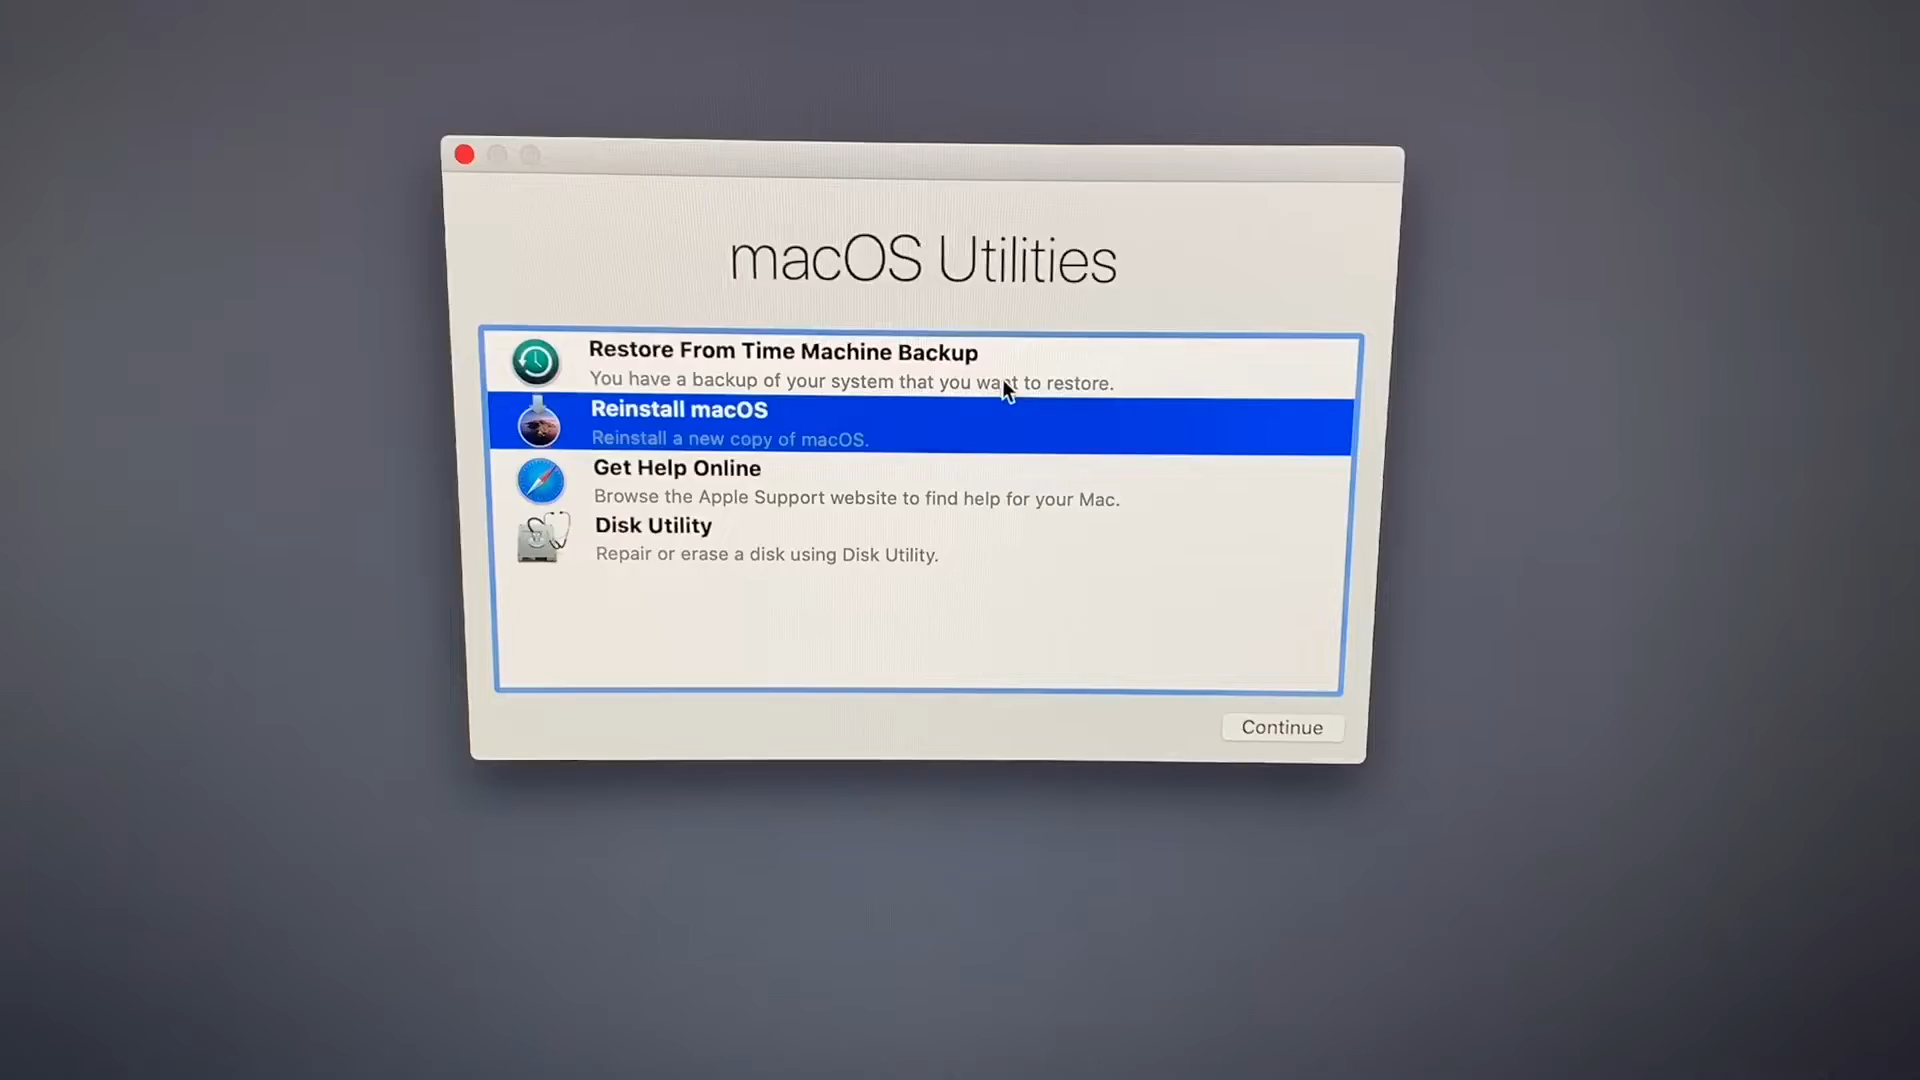 macOS Utilities
Restore From Time Machine Backup
You have a backup of your system that you want to restore.
Reinstall macOS
Reinstall a new copy of macOS.
Get Help Online
Browse the Apple Support website to find help for your Mac.
Disk Utility
Repair or erase a disk using Disk Utility.
Continue